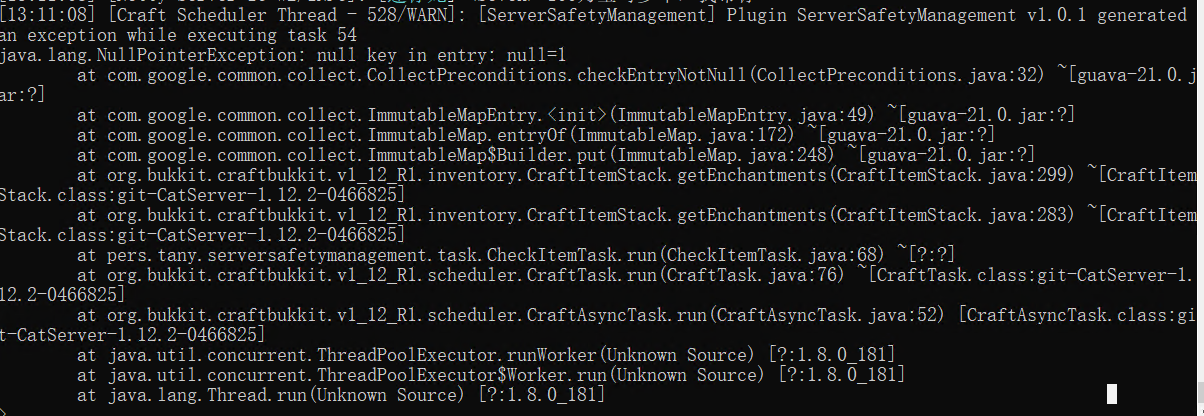 [13:11:08] [Craft Scheduler Thread - 528/WARN]: [ServerSafetyManagement] Plugin ServerSafetyManagement v1.0.1 generated
an exception while executing task 54
java.lang.NullPointerException: null key in entry: null=1
at com.google.common.collect.CollectPreconditions.checkEntryNotNull(CollectPreconditions.java:32) ~[guava-21.0.j
ar:?]
at com.google.common.collect.ImmutableMapEntry.<init>(ImmutableMapEntry.java:49) ~[guava-21.0.jar:?]
at com.google.common.collect.ImmutableMap.entryOf(ImmutableMap.java:172) ~[guava-21.0.jar:?]
at com.google.common.collect.ImmutableMap$Builder.put(ImmutableMap.java:248) ~[guava-21.0.jar:?]
at org.bukkit.craftbukkit.v1_12_R1.inventory.CraftItemStack.getEnchantments(CraftItemStack.java:299) ~[CraftItem
Stack.class:git-CatServer-1.12.2-0466825]
at org.bukkit.craftbukkit.v1_12_R1.inventory.CraftItemStack.getEnchantments(CraftItemStack.java:283) ~[CraftItem
Stack.class:git-CatServer-1.12.2-0466825]
at pers.tany.serversafetymanagement.task.CheckItemTask.run(CheckItemTask.java:68) ~[?:?]
at org.bukkit.craftbukkit.v1_12_R1.scheduler.CraftTask.run(CraftTask.java:76) ~[CraftTask.class:git-CatServer-1.
12.2-0466825]
at org.bukkit.craftbukkit.v1_12_R1.scheduler.CraftAsyncTask.run(CraftAsyncTask.java:52) [CraftAsyncTask.class:gi
t-CatServer-1.12.2-0466825]
at java.util.concurrent.ThreadPoolExecutor.runWorker(Unknown Source) [?:1.8.0_181]
at java.util.concurrent.ThreadPoolExecutor$Worker.run(Unknown Source) [?:1.8.0_181]
at java.lang.Thread.run(Unknown Source) [?:1.8.0_181]